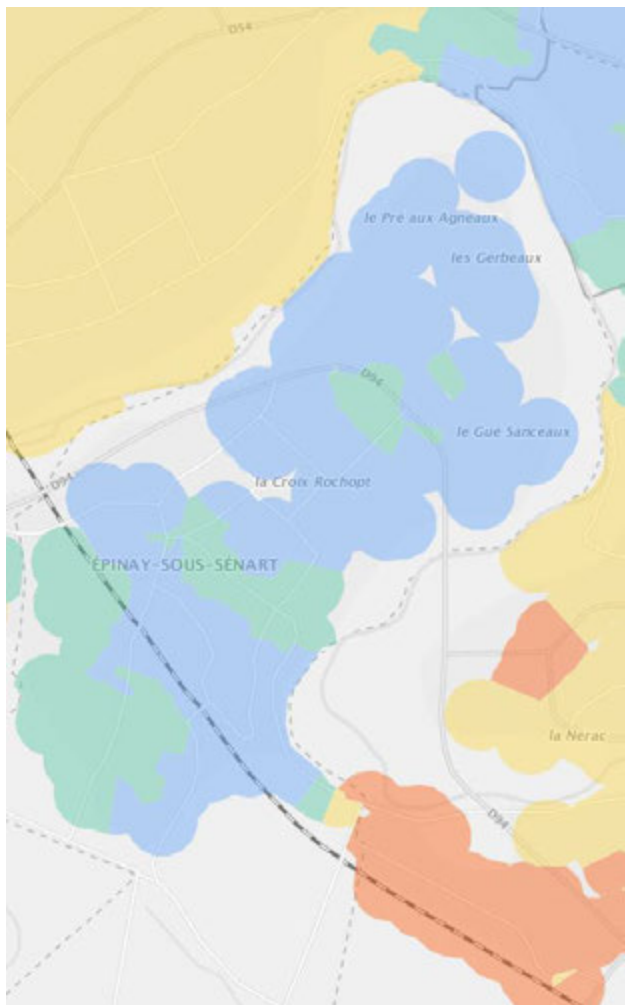 D54
le Pré aux Agneaux
les Gerbeaux
D94
le Gué Sanceaux
D94
la Croix Rochopt
ÉPINAY-SOUS-SÉNART
la Nérac
D94